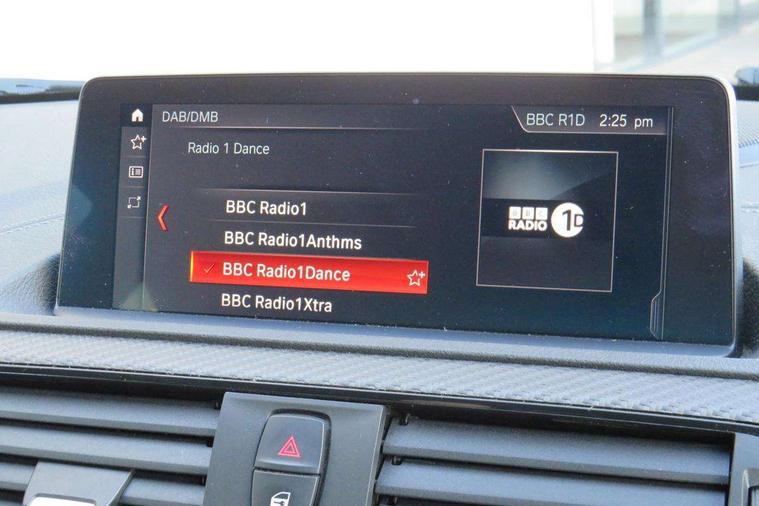 DAB/DMB
BBC R1D 2:25 pm
Radio 1 Dance
BBC Radio1
BBC Radio1Anthms
BBC Radio1Dance
BBC Radio1Xtra
BBC
RADIO 1D